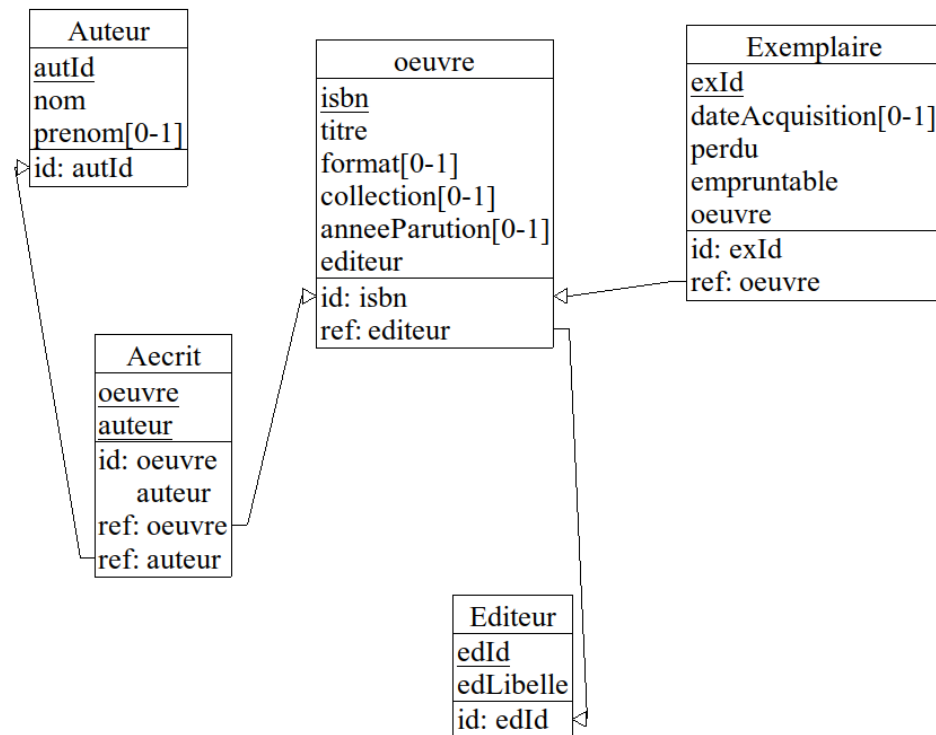 Auteur
autId
nom
prenom[0-1]
id: autId
oeuvre
isbn
titre
format[0-1]
collection[0-1]
anneeParution[0-1]
editeur
id: isbn
ref: editeur
Exemplaire
exId
dateAcquisition[0-1]
perdu
empruntable
oeuvre
id: exId
ref: oeuvre
Aecrit
oeuvre
auteur
id: oeuvre
auteur
ref: oeuvre
ref: auteur
Editeur
edId
edLibelle
id: edId